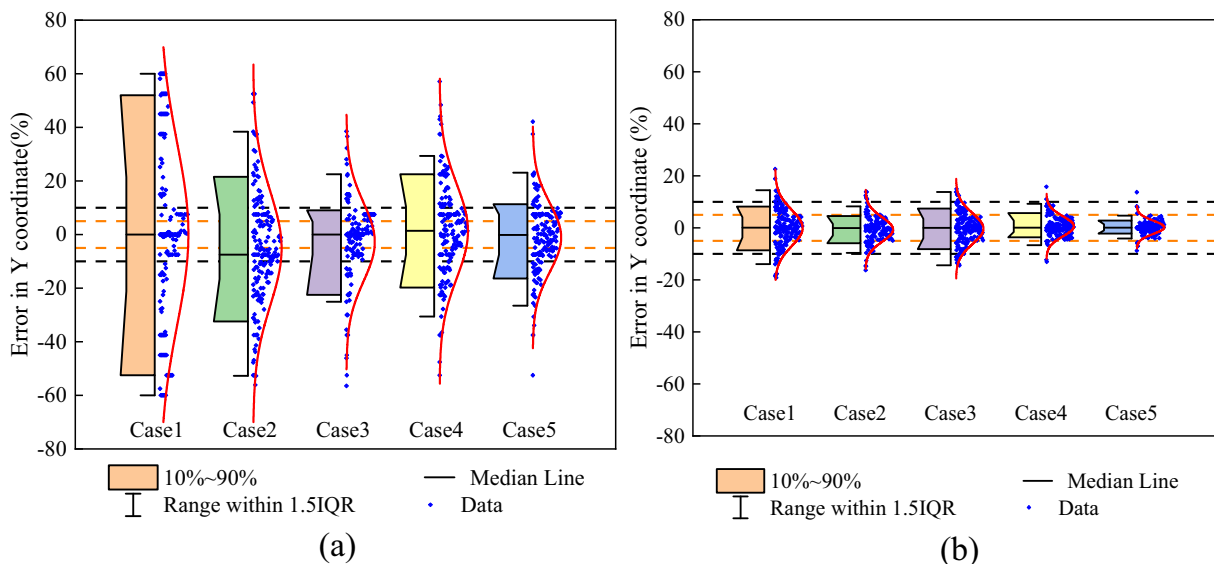 80
60
40
20
0
-20
-40
-60
-80
Error in Y coordinate(%)
Case1 Case2 Case3 Case4 Case5
10%~90%
Median Line
Range within 1.5IQR
Data
(a)
80
60
40
20
0
-20
-40
-60
-80
Error in Y coordinate (%)
Case1 Case2 Case3 Case4 Case5
10%~90%
Median Line
Range within 1.5IQR
Data
(b)